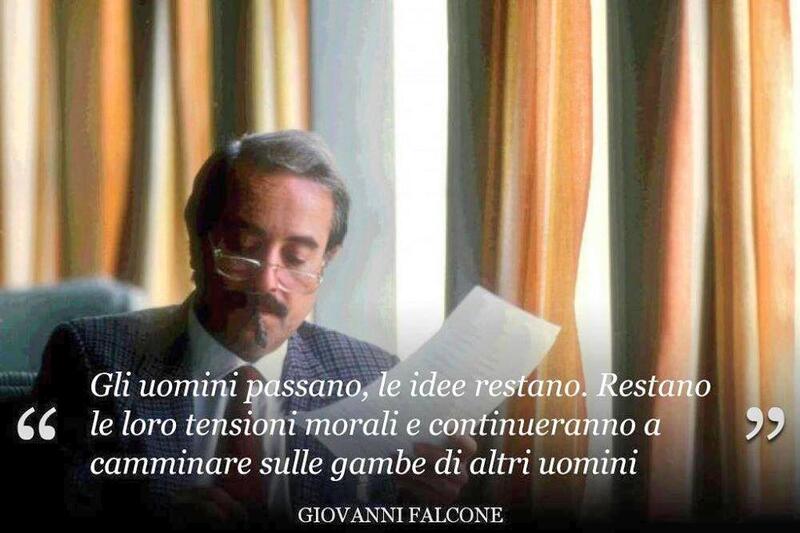 “
Gli uomini passano, le idee restano. Restano
le loro tensioni morali e continueranno a
camminare sulle gambe di altri uomini
”
GIOVANNI FALCONE